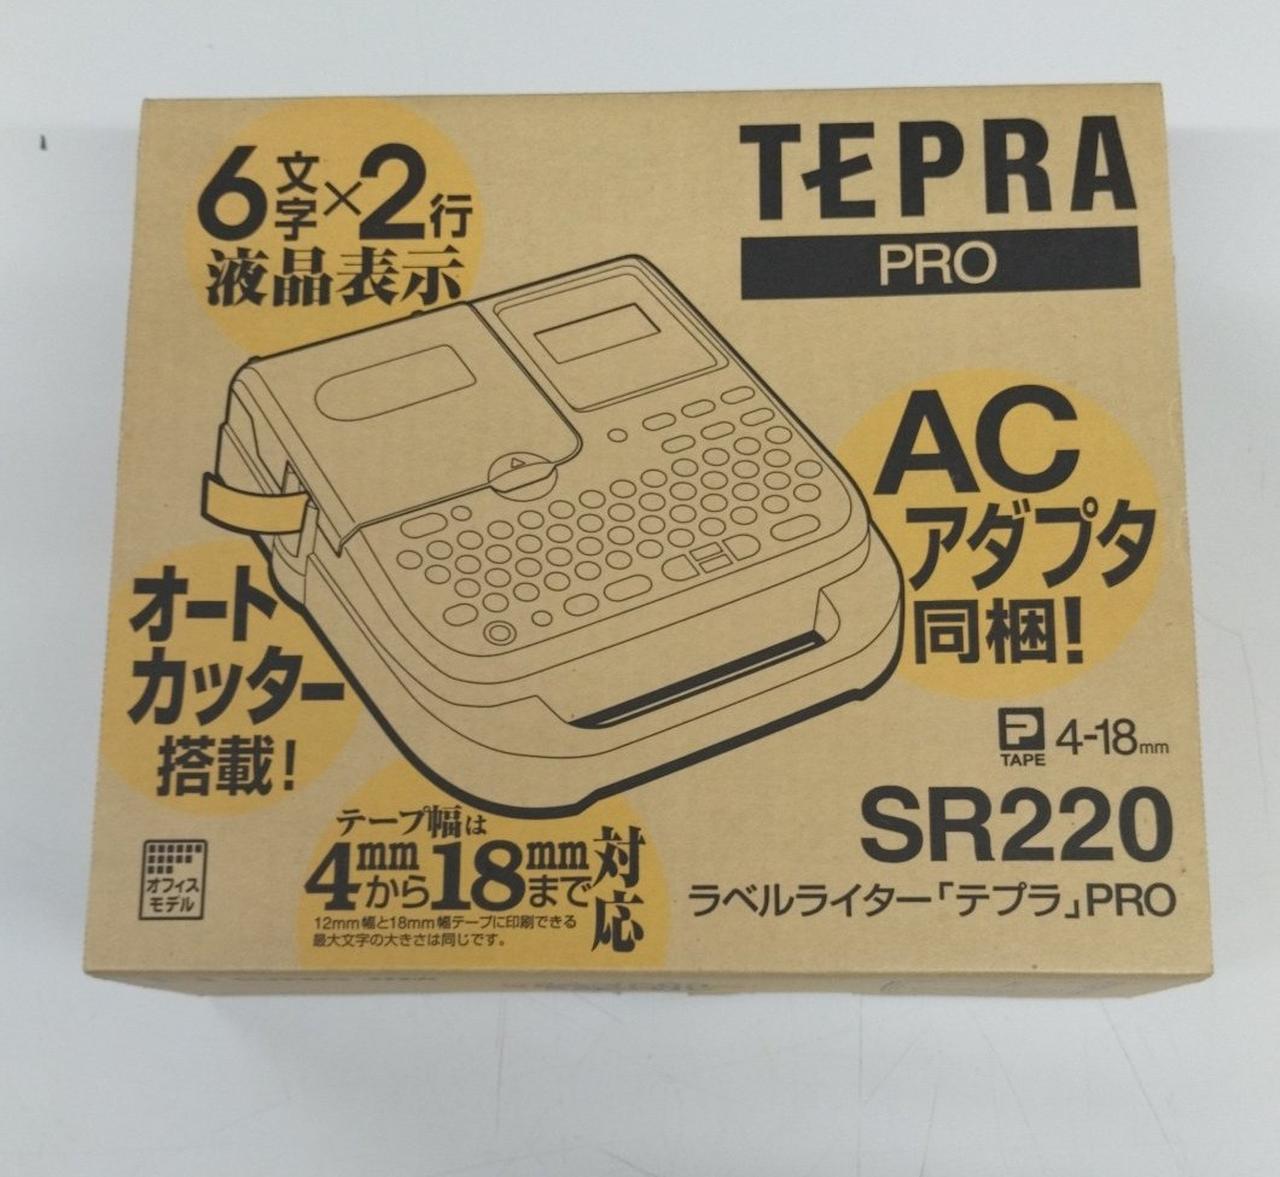 6文字×2行
液晶表示
TEPRA
PRO
AC
アダプタ
同梱!
オート
カッター
搭載!
TAPE 4-18mm
SR220
ラベルライター「テプラ」PRO
テープ幅は
4mmから18mmまで対応
12mm幅と18mm幅テープに印刷できる
最大文字の大きさは同じです。
オフィス
モデル